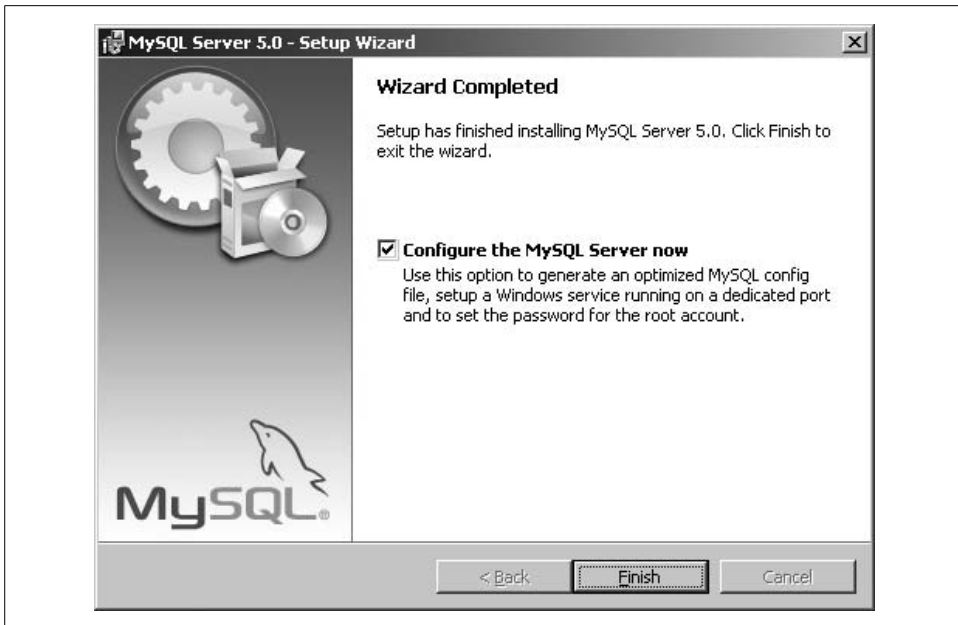 MySQL Server 5.0 - Setup Wizard
Wizard Completed
Setup has finished installing MySQL Server 5.0. Click Finish to
exit the wizard.
Configure the MySQL Server now
Use this option to generate an optimized MySQL config
file, setup a Windows service running on a dedicated port
and to set the password for the root account.
MySQL®
< Back
Finish
Cancel